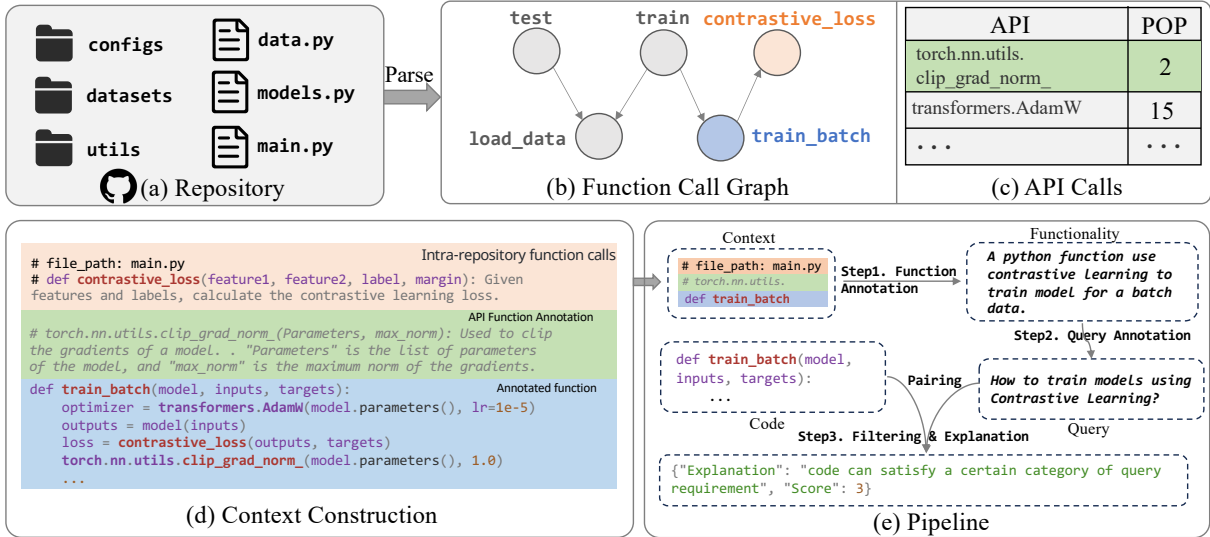 configs
data.py
datasets
models.py
utils
main.py
(a) Repository
Parse
test
train
contrastive_loss
load_data
train_batch
(b) Function Call Graph
API
POP
torch.nn.utils.
clip_grad_norm_
2
transformers.AdamW
15
...
...
(c) API Calls
Intra-repository function calls
# file_path: main.py
# def contrastive_loss(feature1, feature2, label, margin): Given
features and labels, calculate the contrastive learning loss.
API Function Annotation
# torch.nn.utils.clip_grad_norm_(Parameters, max_norm): Used to clip
the gradients of a model. . "Parameters" is the list of parameters
of the model, and "max_norm" is the maximum norm of the gradients.
Annotated function
def train_batch(model, inputs, targets):
optimizer = transformers.AdamW(model.parameters(), lr=1e-5)
outputs = model(inputs)
loss = contrastive_loss(outputs, targets)
torch.nn.utils.clip_grad_norm_(model.parameters(), 1.0)
...
(d) Context Construction
Context
# file_path: main.py
# torch.nn.utils.
def train_batch
Step1. Function
Annotation
Functionality
A python function use
contrastive learning to
train model for a batch
data.
Step2. Query Annotation
def train_batch(model,
inputs, targets):
...
Code
Pairing
How to train models using
Contrastive Learning?
Query
Step3. Filtering & Explanation
{"Explanation": "code can satisfy a certain category of query
requirement", "Score": 3}
(e) Pipeline